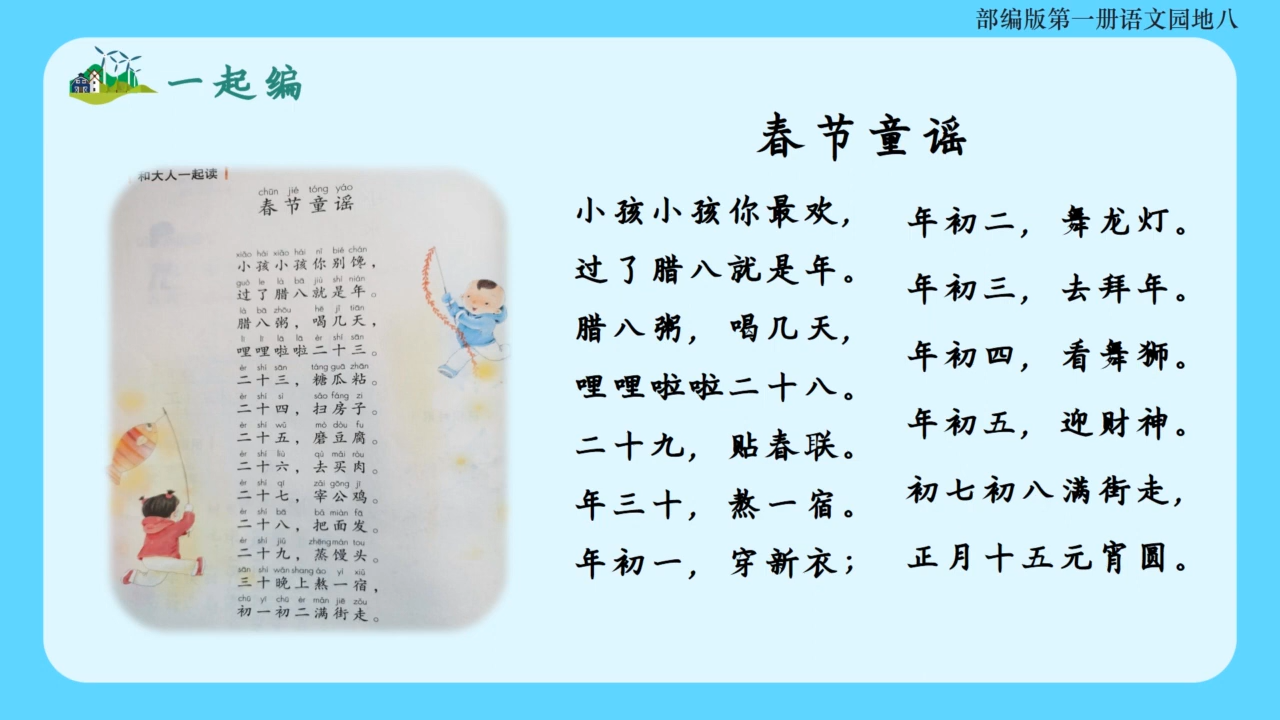 部编版第一册语文园地八
一起编
和大人一起读
chūn jié tóng yáo
春节童谣
xiǎo hái xiǎo hái nǐ bié chán
小孩小孩你别馋，
guò le là bā jiù shì nián
过了腊八就是年。
là bā zhōu hē jǐ tiān
腊八粥，喝几天，
lī lī lā lā èr shí sān
哩哩啦啦二十三。
èr shí sān táng guā zhān
二十三，糖瓜粘。
èr shí sì sǎo fáng zi
二十四，扫房子。
èr shí wǔ mò dòu fu
二十五，磨豆腐。
èr shí liù qù mǎi ròu
二十六，去买肉。
èr shí qī zǎi gōng jī
二十七，宰公鸡。
èr shí bā bǎ miàn fā
二十八，把面发。
èr shí jiǔ zhēng mán tou
二十九，蒸馒头。
sān shí wǎn shang áo yì xiǔ
三十晚上熬一宿，
chū yī chū èr mǎn jiē zǒu
初一初二满街走。
春节童谣
小孩小孩你最欢，
过了腊八就是年。
腊八粥，喝几天，
哩哩啦啦二十八。
二十九，贴春联。
年三十，熬一宿。
年初一，穿新衣；
年初二，舞龙灯。
年初三，去拜年。
年初四，看舞狮。
年初五，迎财神。
初七初八满街走，
正月十五元宵圆。